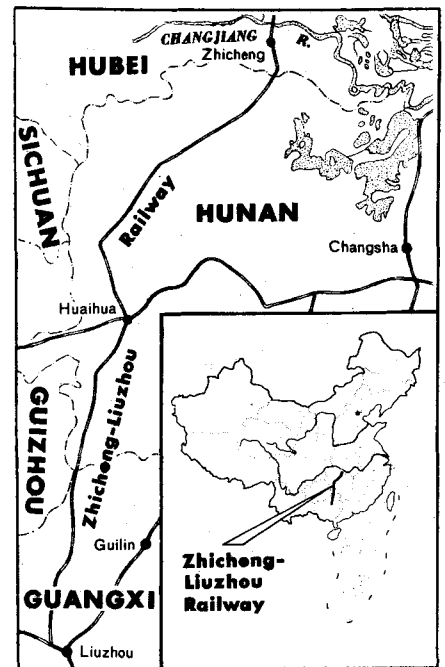 CHANGJIANG R.
Zhicheng
HUBEI
SICHUAN
Railway
HUNAN
Changsha
Huaihua
GUIZHOU
Zhicheng-Liuzhou
Guilin
GUANGXI
Liuzhou
Zhicheng-
Liuzhou
Railway